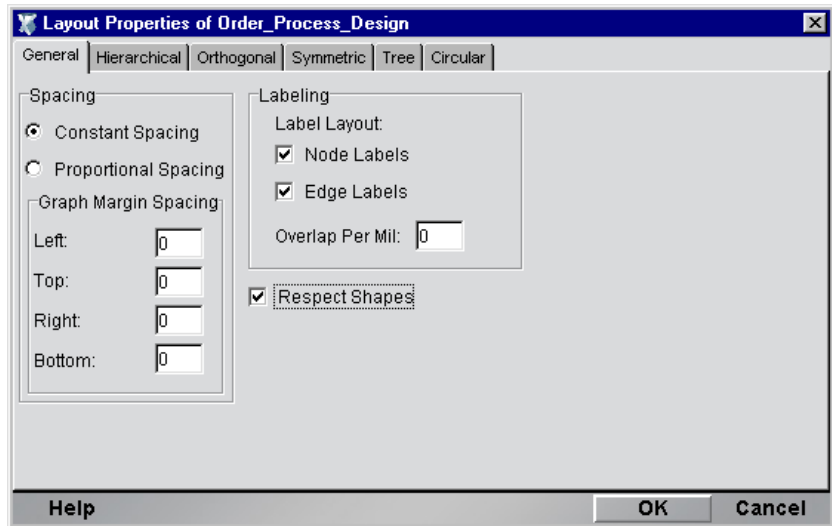 Layout Properties of Order_Process_Design
General Hierarchical Orthogonal Symmetric Tree Circular
Spacing
Constant Spacing
Proportional Spacing
Graph Margin Spacing
Left: 0
Top: 0
Right: 0
Bottom: 0
Labeling
Label Layout:
Node Labels
Edge Labels
Overlap Per Mil: 0
Respect Shapes
Help OK Cancel